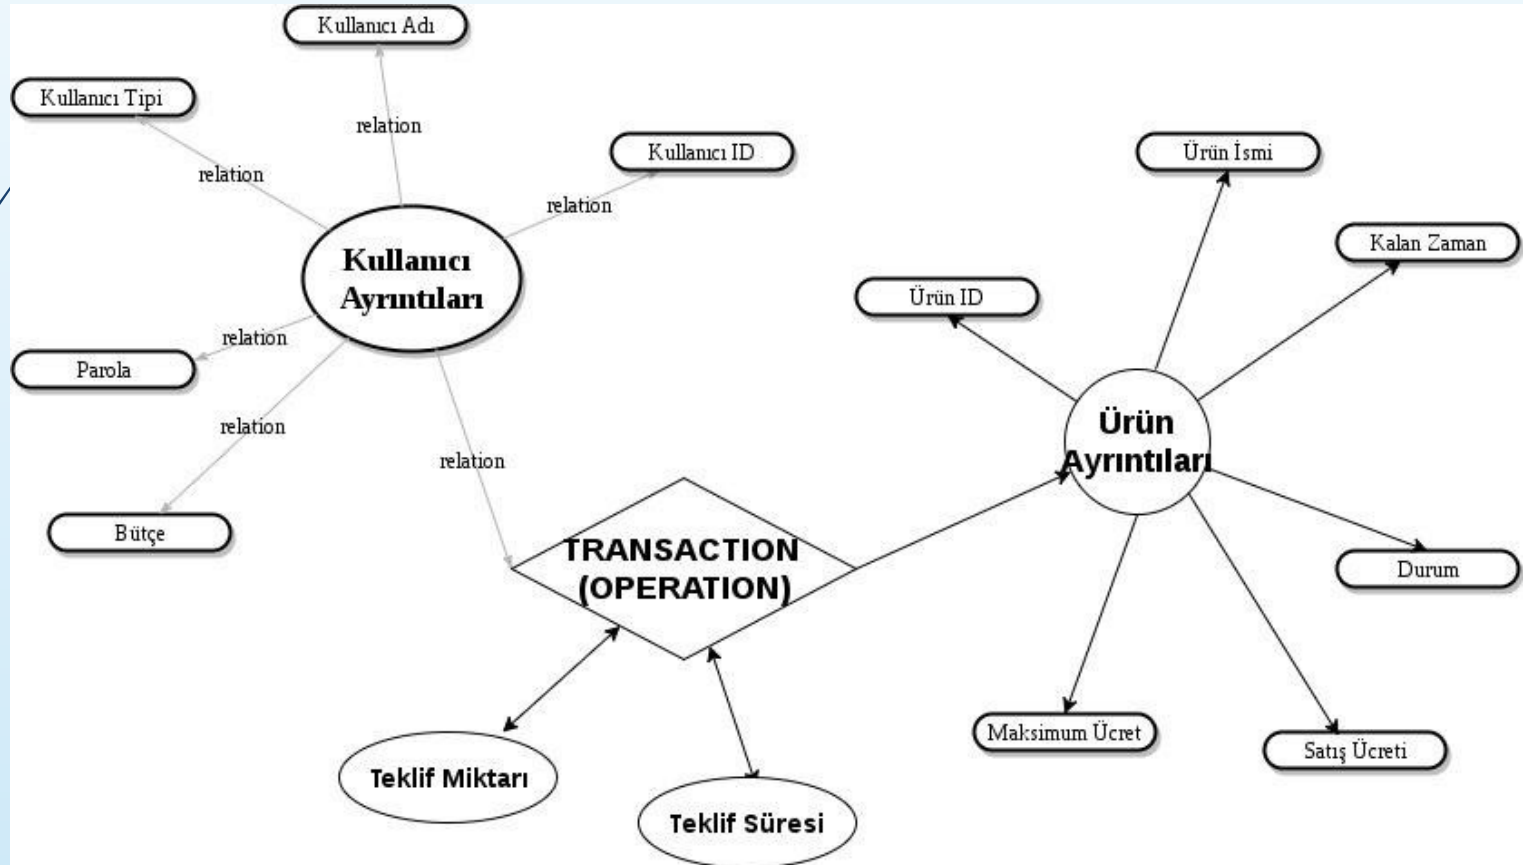 Kullanıcı Adı
Kullanıcı Tipi
relation
Kullanıcı ID
relation
relation
Kullanıcı
Ayrıntıları
relation
Parola
relation
Bütçe
relation
Ürün İsmi
Kalan Zaman
Ürün ID
Ürün
Ayrıntıları
TRANSACTION
(OPERATION)
Durum
Maksimum Ücret
Satış Ücreti
Teklif Miktarı
Teklif Süresi